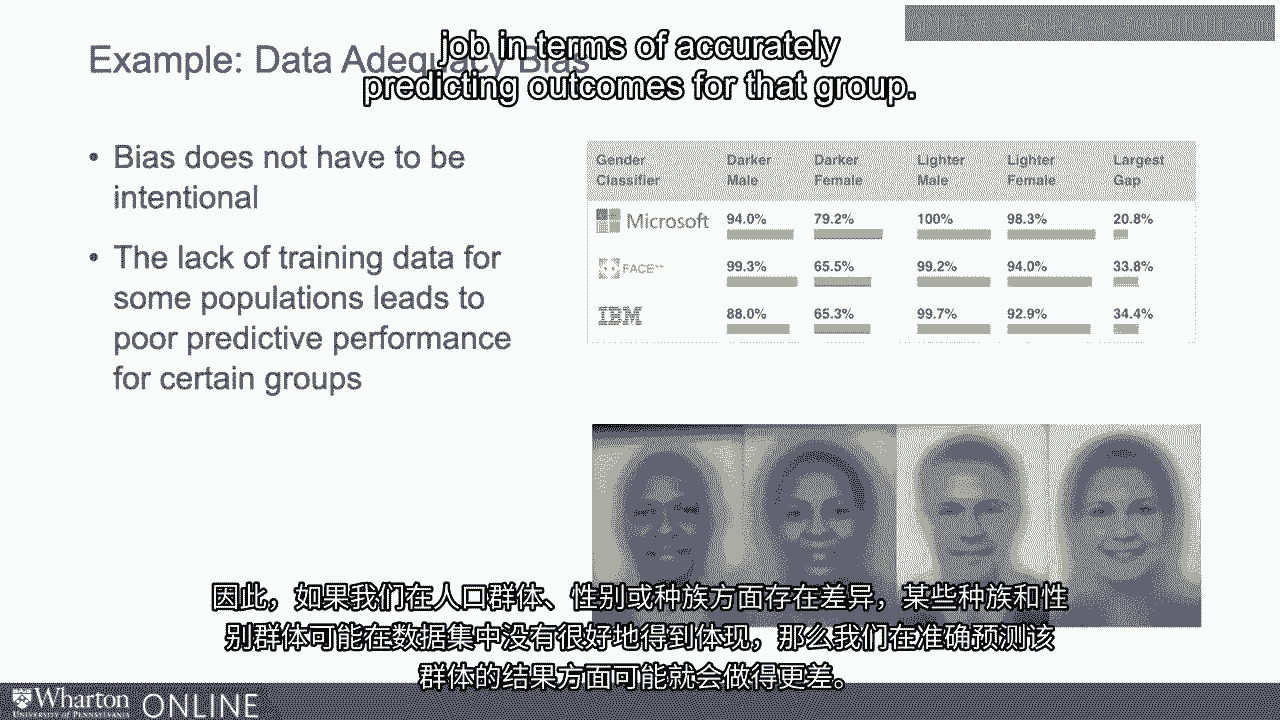 job in terms of accurately
predicting outcomes for that group.
Example: Data Adequacy Bias
• Bias does not have to be
intentional
• The lack of training data for
some populations leads to
poor predictive performance
for certain groups
Gender Classifier Darker Male Darker Female Lighter Male Lighter Female Largest Gap
Microsoft 94.0% 79.2% 100% 98.3% 20.8%
FACE++ 99.3% 65.5% 99.2% 94.0% 33.8%
IBM 88.0% 65.3% 99.7% 92.9% 34.4%
因此，如果我们在人口群体、性别或种族方面存在差异，某些种族和性
别群体可能在数据集中没有很好地得到体现，那么我们在准确预测该
群体的结果方面可能就会做得更差。
Wharton ONLINE
UNIVERSITY of PENNSYLVANIA